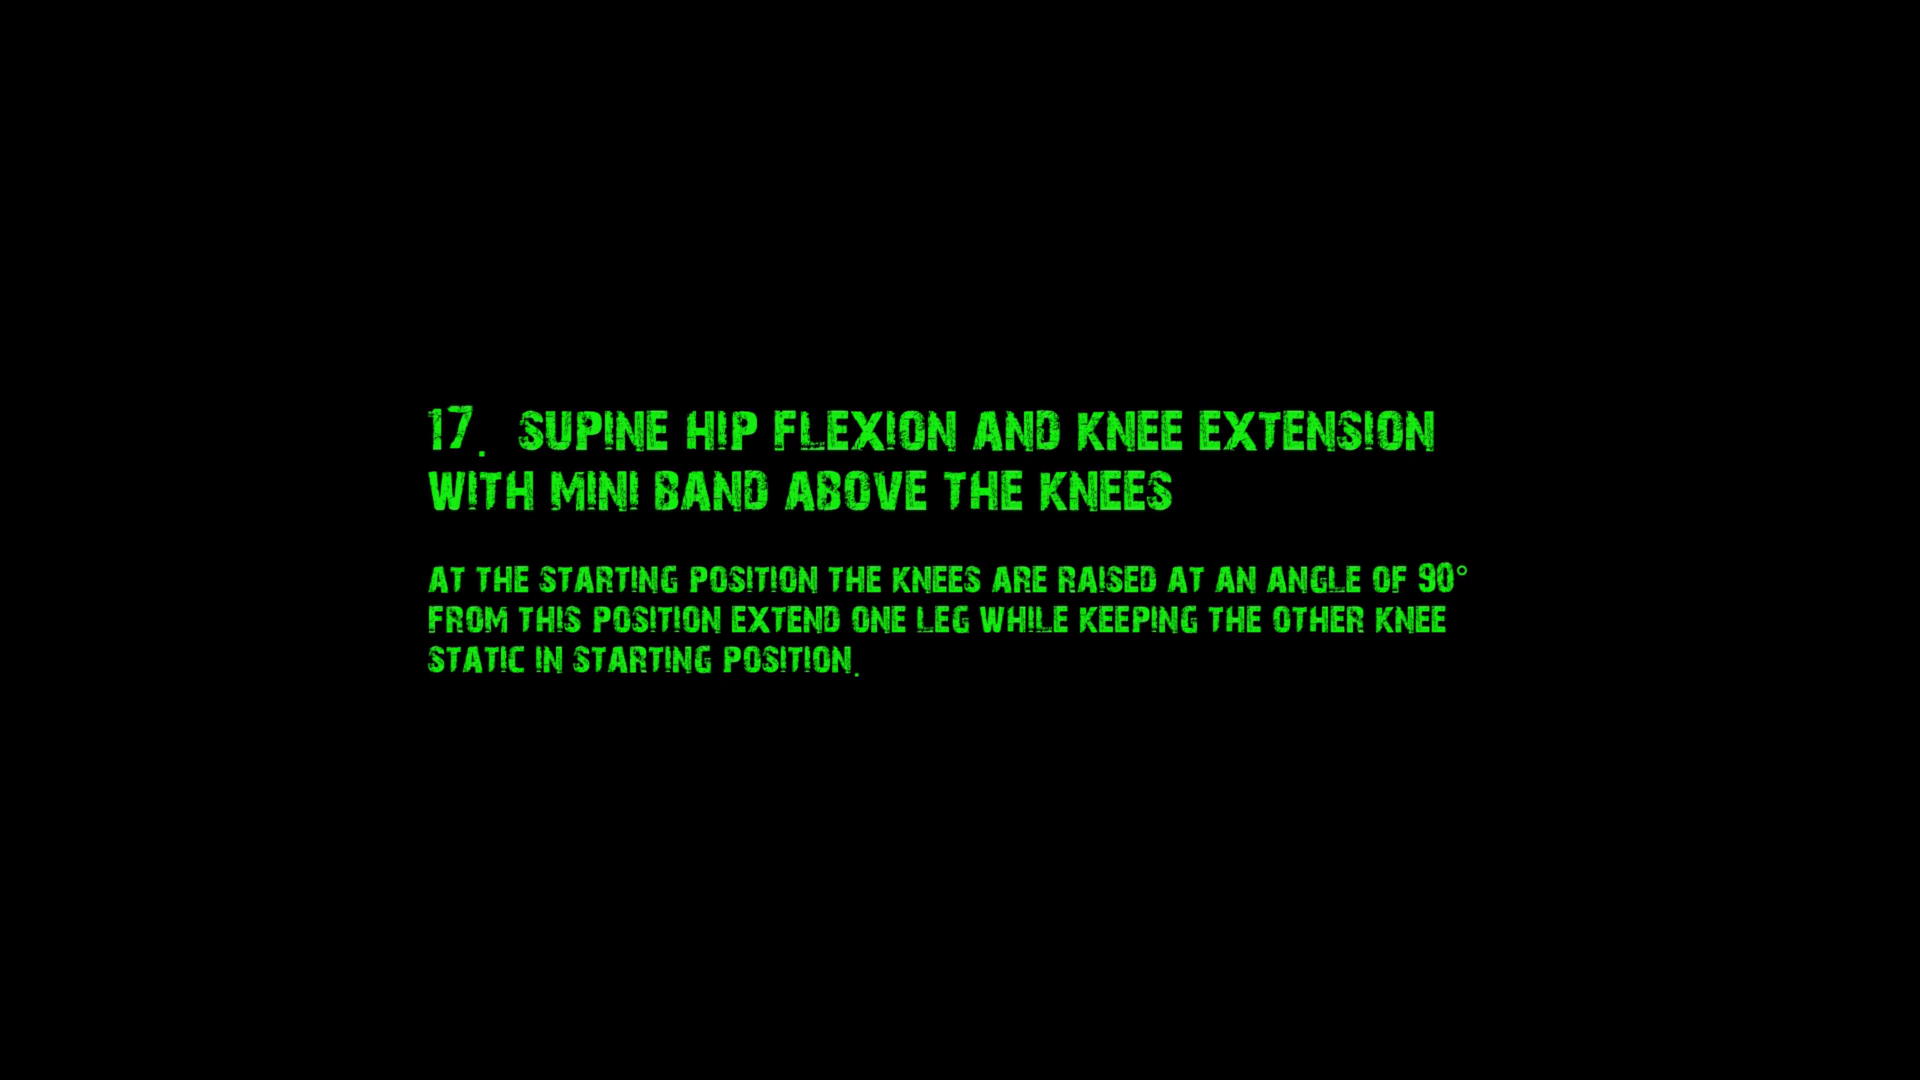 17. SUPINE HIP FLEXION AND KNEE EXTENSION
WITH MINI BAND ABOVE THE KNEES
AT THE STARTING POSITION THE KNEES ARE RAISED AT AN ANGLE OF 90°
FROM THIS POSITION EXTEND ONE LEG WHILE KEEPING THE OTHER KNEE
STATIC IN STARTING POSITION.